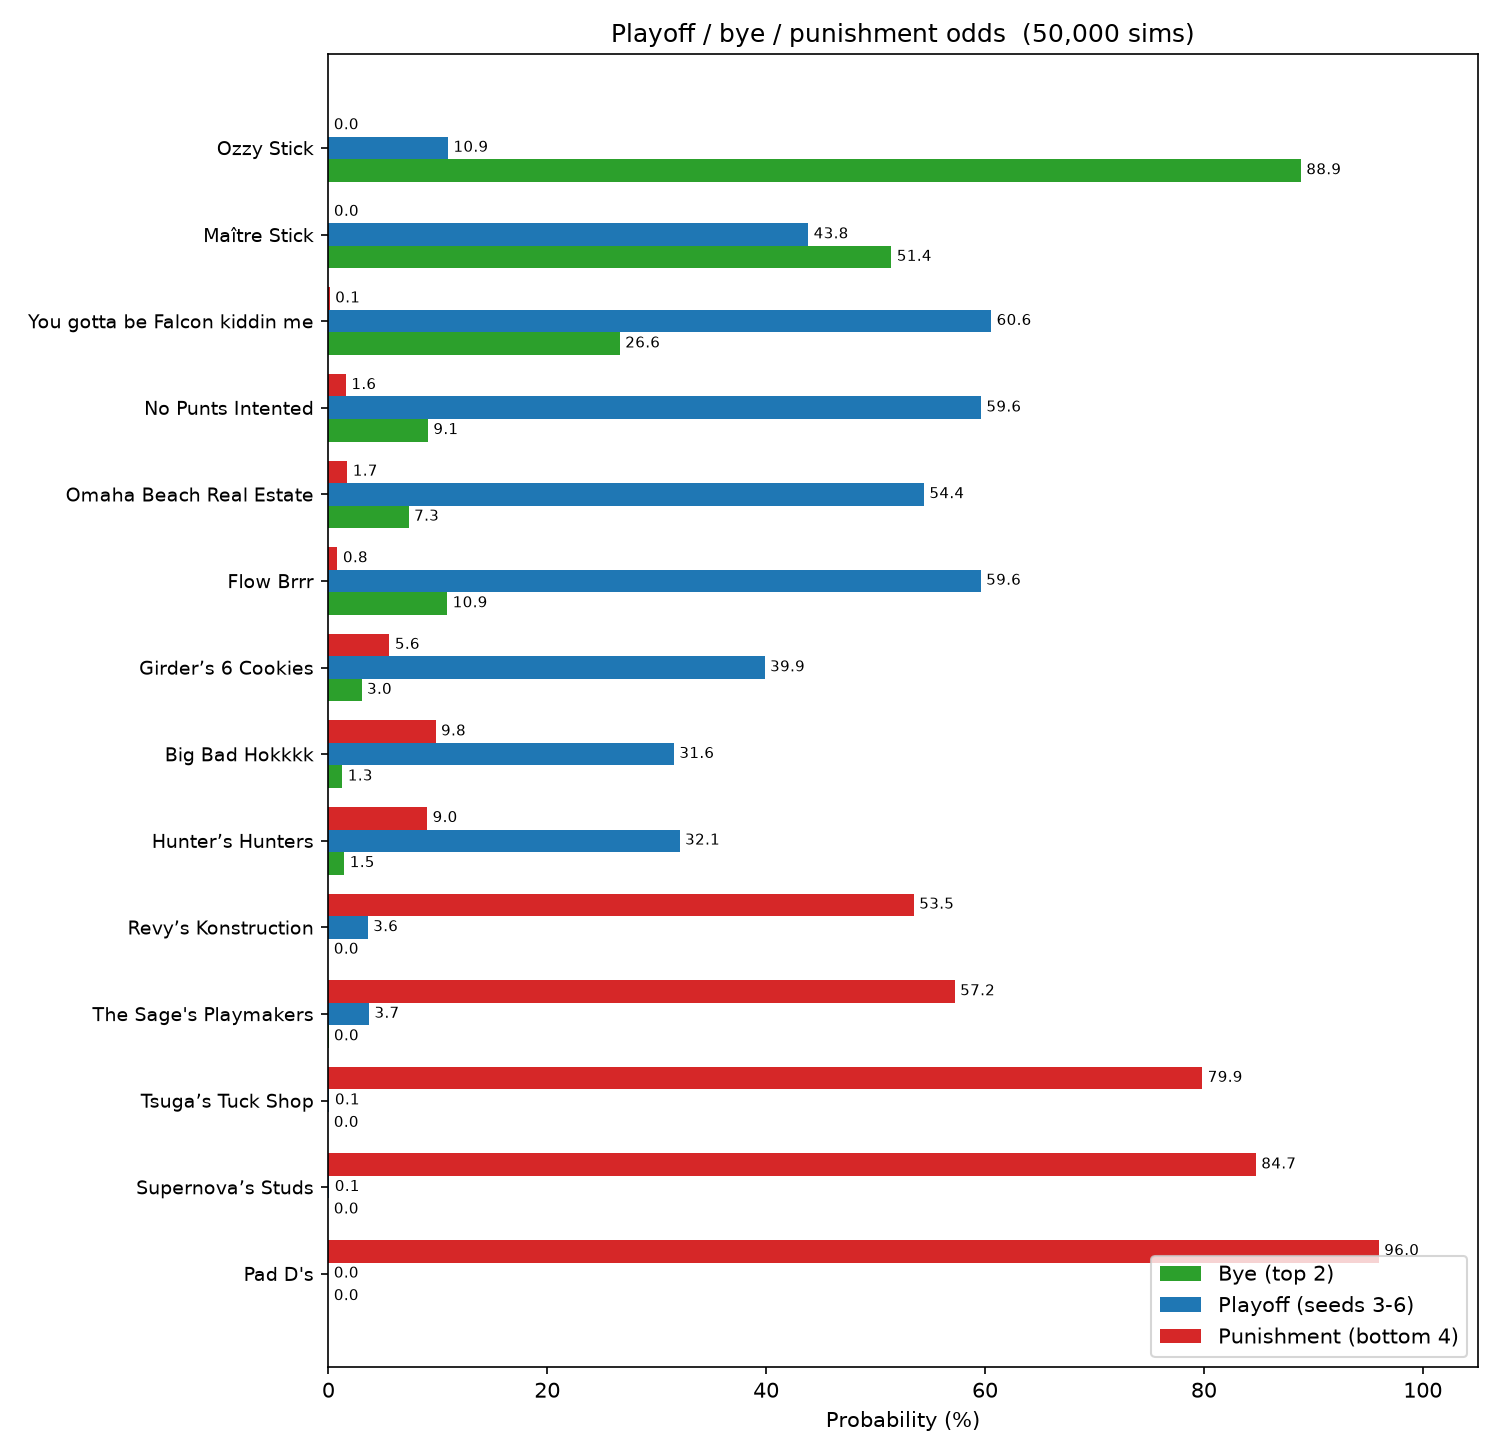 Playoff / bye / punishment odds  (50,000 sims)
0.0
Ozzy Stick
10.9
88.9
0.0
Maître Stick
43.8
51.4
0.1
You gotta be Falcon kiddin me
60.6
26.6
1.6
No Punts Intented
59.6
9.1
1.7
Omaha Beach Real Estate
54.4
7.3
0.8
Flow Brrr
59.6
10.9
5.6
Girder’s 6 Cookies
39.9
3.0
9.8
Big Bad Hokkkk
31.6
1.3
9.0
Hunter’s Hunters
32.1
1.5
53.5
Revy’s Konstruction
3.6
0.0
57.2
The Sage's Playmakers
3.7
0.0
79.9
Tsuga’s Tuck Shop
0.1
0.0
84.7
Supernova’s Studs
0.1
0.0
96.0
Pad D's
0.0
0.0
Bye (top 2)
Playoff (seeds 3-6)
Punishment (bottom 4)
0 20 40 60 80 100
Probability (%)